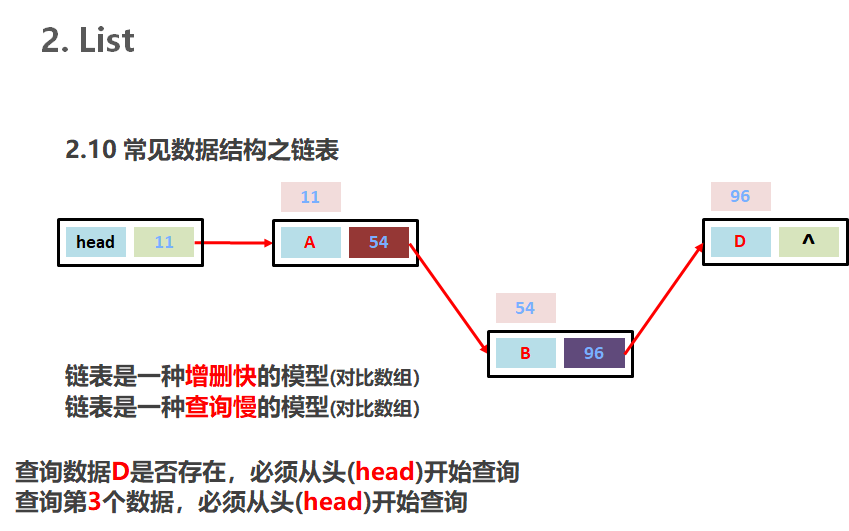 2. List
2.10 常见数据结构之链表
11
96
head 11
A 54
D ^
54
B 96
链表是一种增删快的模型(对比数组)
链表是一种查询慢的模型(对比数组)
查询数据D是否存在，必须从头(head)开始查询
查询第3个数据，必须从头(head)开始查询